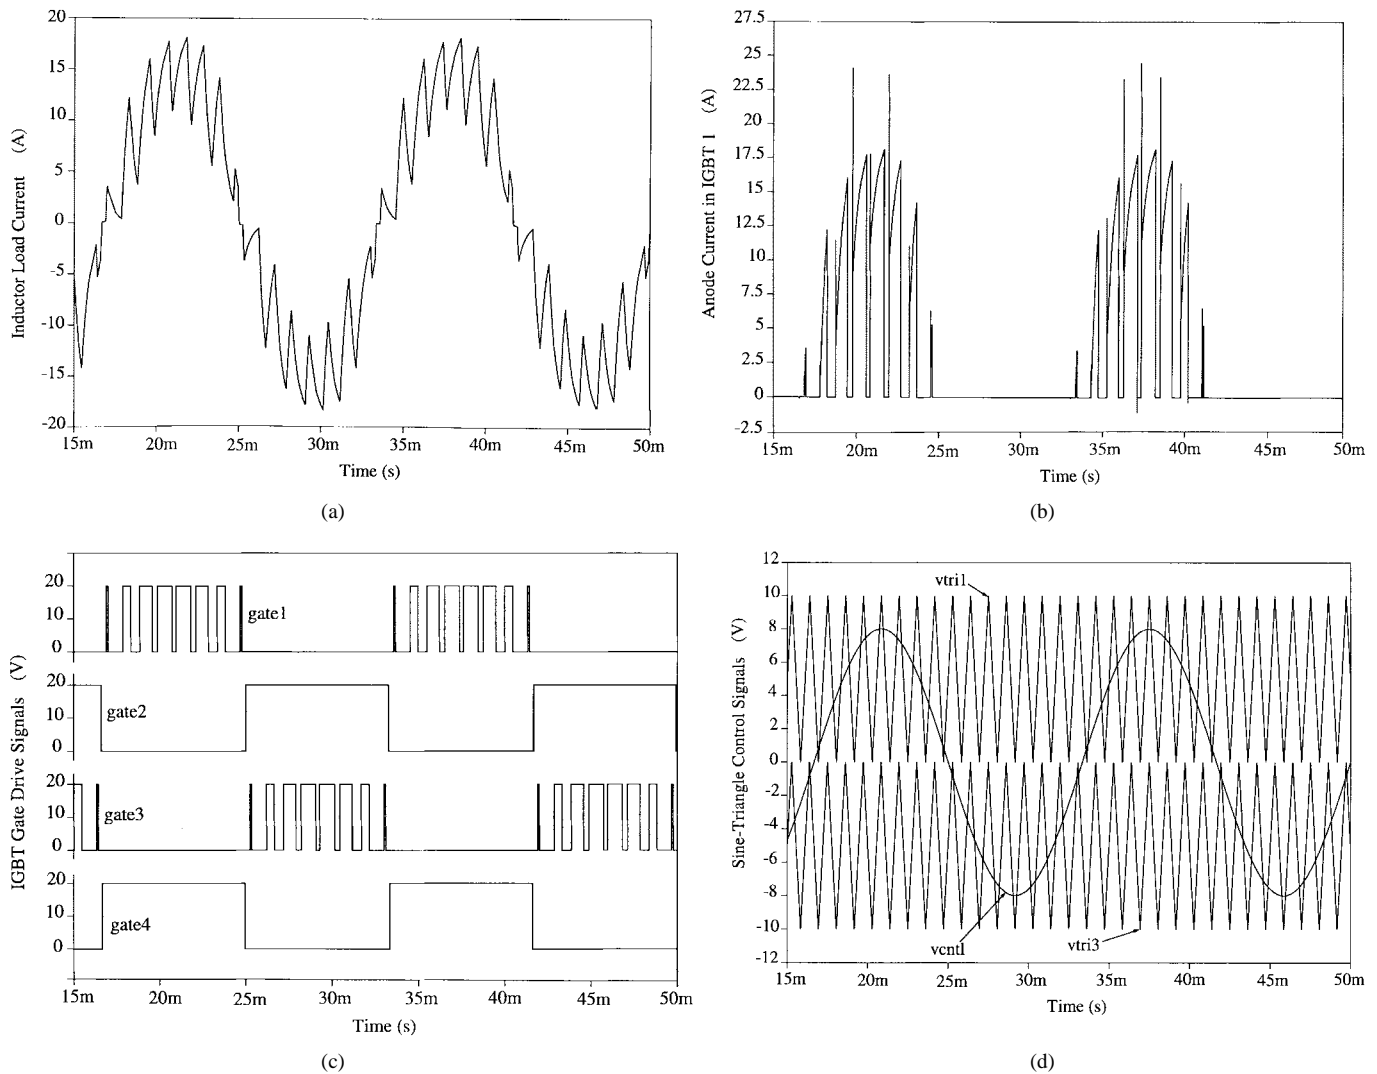 20
15
10
5
0
-5
-10
-15
-20
Inductor Load Current (A)
15m 20m 25m 30m 35m 40m 45m 50m
Time (s)
(a)
27.5
25
22.5
20
17.5
15
12.5
10
7.5
5
2.5
0
-2.5
Anode Current in IGBT 1 (A)
15m 20m 25m 30m 35m 40m 45m 50m
Time (s)
(b)
IGBT Gate Drive Signals (V)
20
10
0
gate1
20
10
0
gate2
20
10
0
gate3
20
10
0
gate4
15m 20m 25m 30m 35m 40m 45m 50m
Time (s)
(c)
12
10
8
6
4
2
0
-2
-4
-6
-8
-10
-12
Sine-Triangle Control Signals (V)
vtri1
vcntl
vtri3
15m 20m 25m 30m 35m 40m 45m 50m
Time (s)
(d)